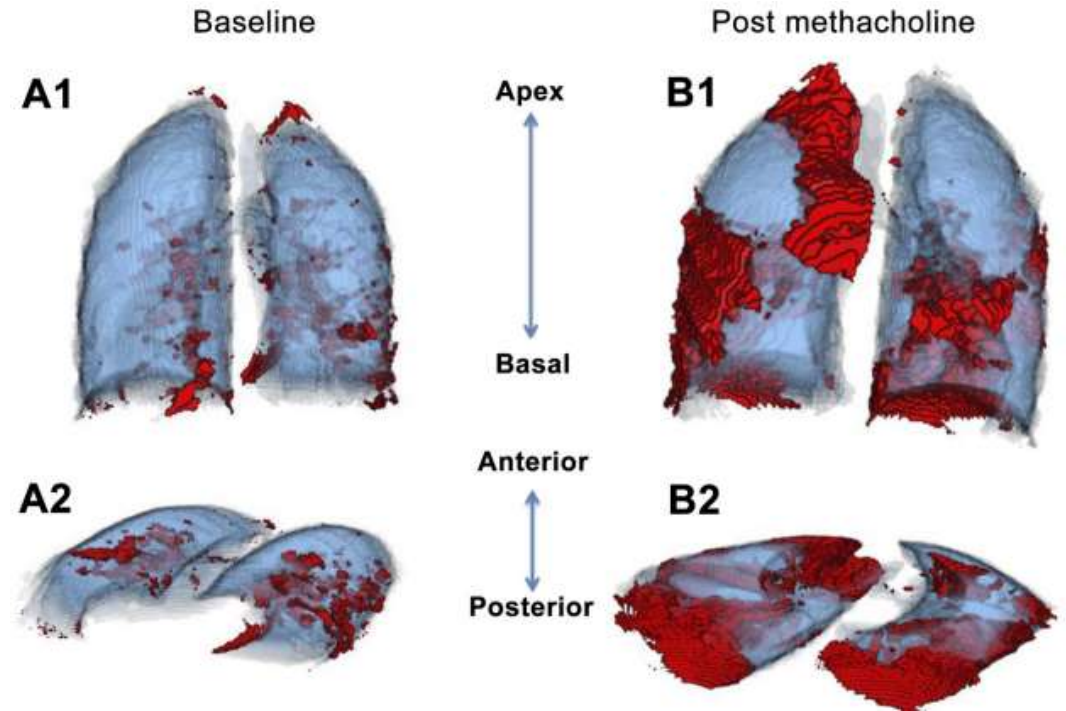 Baseline
Post methacholine
A1
Apex
B1
Basal
Anterior
A2
B2
Posterior